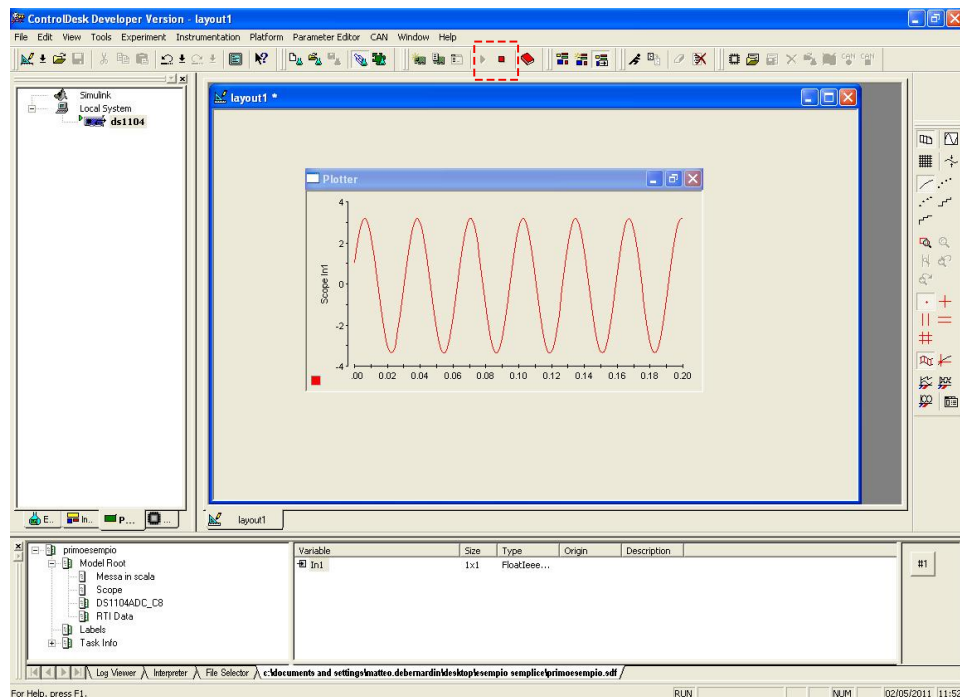 ControlDesk Developer Version - layout1
File Edit View Tools Experiment Instrumentation Platform Parameter Editor CAN Window Help
Simulink
Local System
ds1104
layout1 *
Plotter
Scope In1
4
2
0
-2
-4
.00 0.02 0.04 0.06 0.08 0.10 0.12 0.14 0.16 0.18 0.20
E.. In.. P... ...
layout1
primoesempio
Model Root
Messa in scala
Scope
DS1104ADC_C8
RTI Data
Labels
Task Info
Variable Size Type Origin Description
In1 1x1 FloatIeee...
#1
Log Viewer Interpreter File Selector c:\documents and settings\matteo.debernardin\desktop\esempio semplice\primoesempio.sdf
For Help, press F1. RUN NUM 02/05/2011 11:52